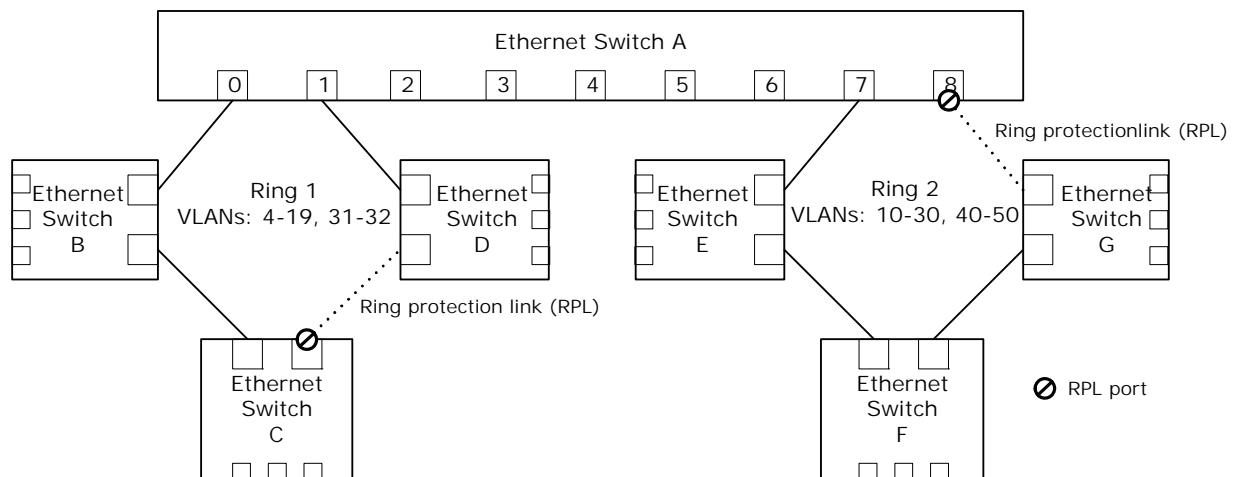 Ethernet Switch A
0 1 2 3 4 5 6 7 8
Ring protectionlink (RPL)
Ethernet
Switch
B
Ring 1
VLANs: 4-19, 31-32
Ethernet
Switch
D
Ethernet
Switch
E
Ring 2
VLANs: 10-30, 40-50
Ethernet
Switch
G
Ring protection link (RPL)
Ethernet
Switch
C
Ethernet
Switch
F
RPL port